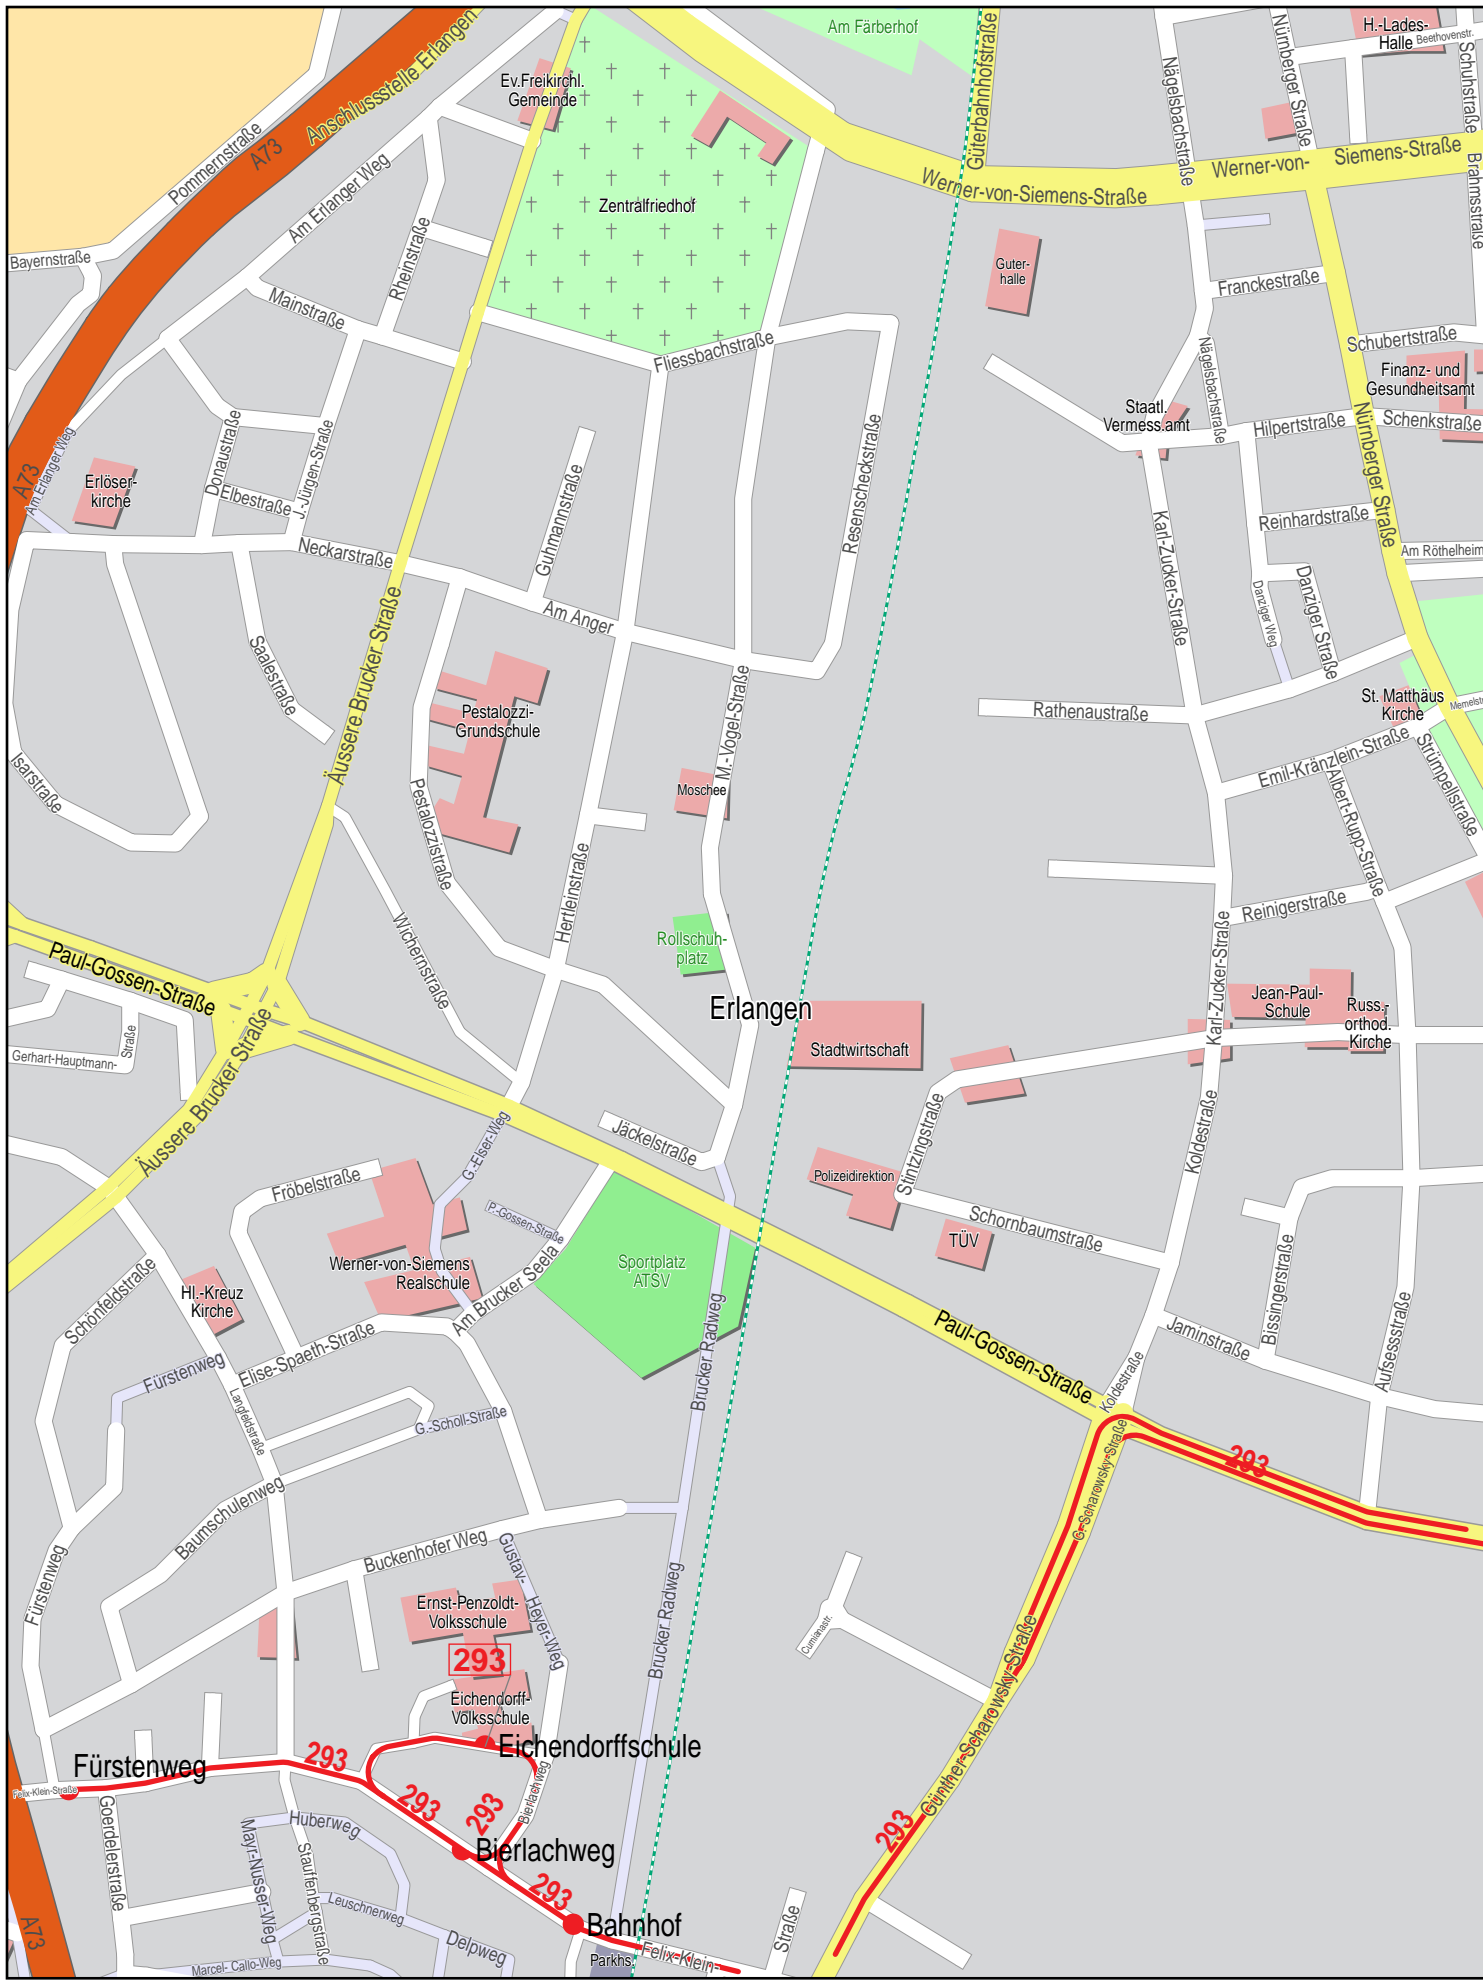 Am Färberhof
Güterbahnhofstraße
Nägelsbachstraße
Nürnberger Straße
H.-Lades-
Halle
Beethovenstr.
Schuhstraße
Anschlussstelle Erlangen
Ev.Freikirchl.
Gemeinde
Pommernstraße
A73
Am Erlanger Weg
Zentralfriedhof
Werner-von-Siemens-Straße
Werner-von-
Siemens-Straße
Brahmsstraße
Bayernstraße
Rheinstraße
Mainstraße
Guter-
halle
Franckestraße
Fliessbachstraße
Schubertstraße
Nägelsbachstraße
Finanz- und
Gesundheitsamt
Staatl.
Vermess.amt
Hilpertstraße
Nürnberger Straße
Schenkstraße
A73
Am Erlanger Weg
Erlöser-
kirche
Donaustraße
Elbestraße
J.-Jürgen-Straße
Guhmannstraße
Resenscheckstraße
Karl-Zucker-Straße
Reinhardstraße
Neckarstraße
Am Röthelheim
Danziger Weg
Danziger Straße
Am Anger
Saalestraße
Äussere Brucker Straße
Isarstraße
Pestalozzi-
Grundschule
Pestalozzistraße
M.-Vogel-Straße
Moschee
Rathenaustraße
St. Matthäus
Kirche
Memelstr
Emil-Kränzlein-Straße
Strümpellstraße
Albert-Rupp-Straße
Hertleinstraße
Wichernstraße
Reinigerstraße
Rollschuh-
platz
Karl-Zucker-Straße
Paul-Gossen-Straße
Erlangen
Stadtwirtschaft
Jean-Paul-
Schule
Russ.-
orthod.
Kirche
Gerhart-Hauptmann-
Straße
Äussere Brucker Straße
G.-Elser-Weg
Jäckelstraße
Stintzingstraße
Koldestraße
Fröbelstraße
Polizeidirektion
P.-Gossen-Straße
Schornbaumstraße
TÜV
Werner-von-Siemens
Realschule
Am Brucker Seela
Sportplatz
ATSV
Schönfeldstraße
Hl.-Kreuz
Kirche
Elise-Spaeth-Straße
Brucker Radweg
Paul-Gossen-Straße
Bissingerstraße
Jaminstraße
Aufsessstraße
Fürstenweg
Langfeldstraße
Koldestraße
G.-Scholl-Straße
G.-Scharowsky-Straße
293
Baumschulenweg
Buckenhofer Weg
Gustav-
Heyer-Weg
Fürstenweg
Brucker Radweg
Ernst-Penzoldt-
Volksschule
293
Cumianastr.
Eichendorff-
Volksschule
Eichendorffschule
Günther-Scharowsky-Straße
Fürstenweg
293
Felix-Klein-Straße
293
293
Bierlachweg
293
Goerdelerstraße
Huberweg
Mayr-Nusser-Weg
Stauffenbergstraße
Bierlachweg
Leuschnerweg
293
Bahnhof
Delpweg
A73
Marcel- Callo-Weg
Parkhs.
Felix-Klein-
Straße